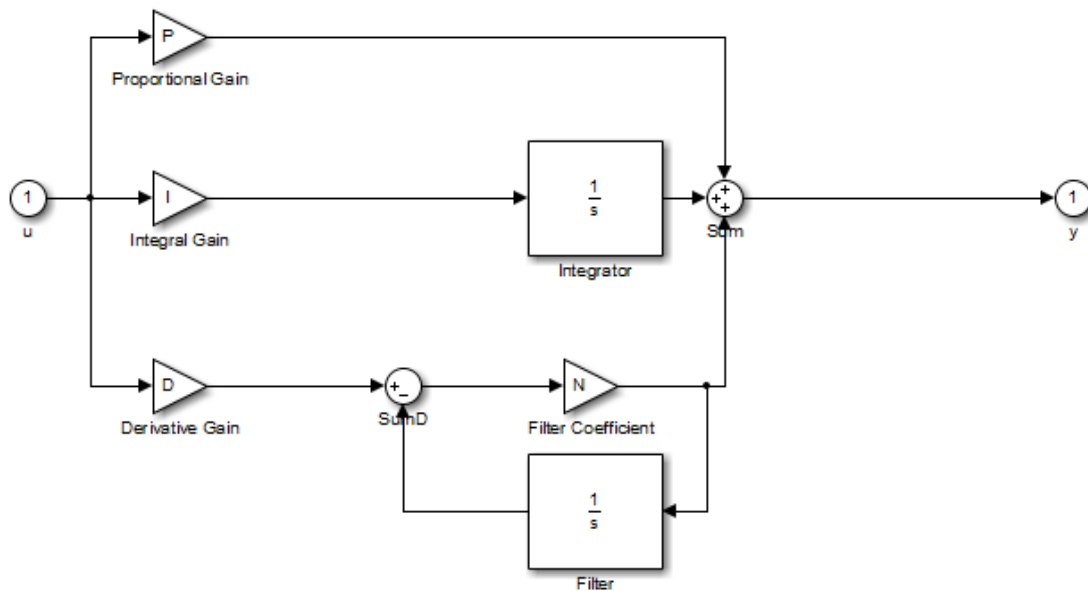 P
Proportional Gain
1
u
I
Integral Gain
1
s
Integrator
+
+
+
Sum
1
y
D
Derivative Gain
+
−
SumD
N
Filter Coefficient
1
s
Filter